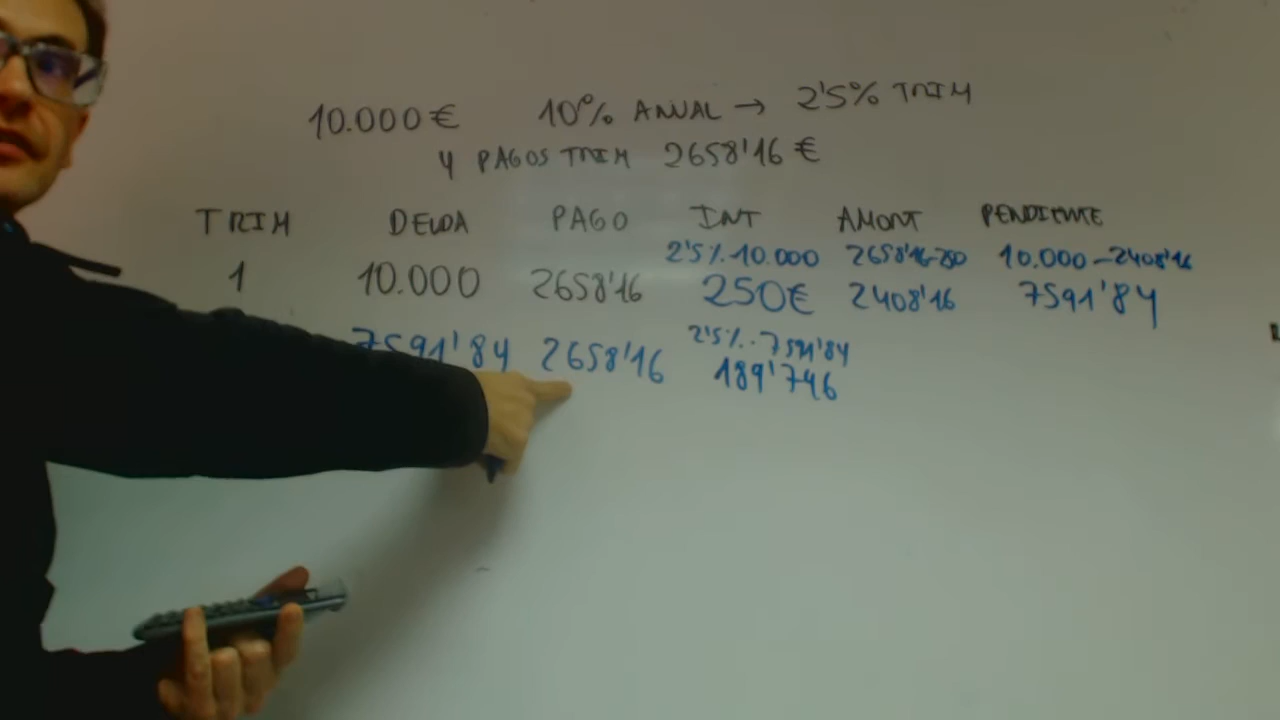 10.000 € 10% ANUAL → 2'5% TRIM
4 PAGOS TRIM 2658'16 €
TRIM DEUDA PAGO INT AMORT PENDIENTE
2'5%·10.000 2658'16-250 10.000-2408'16
1 10.000 2658'16 250€ 2408'16 7591'84
2'5%·7591'84
7591'84 2658'16 189'746